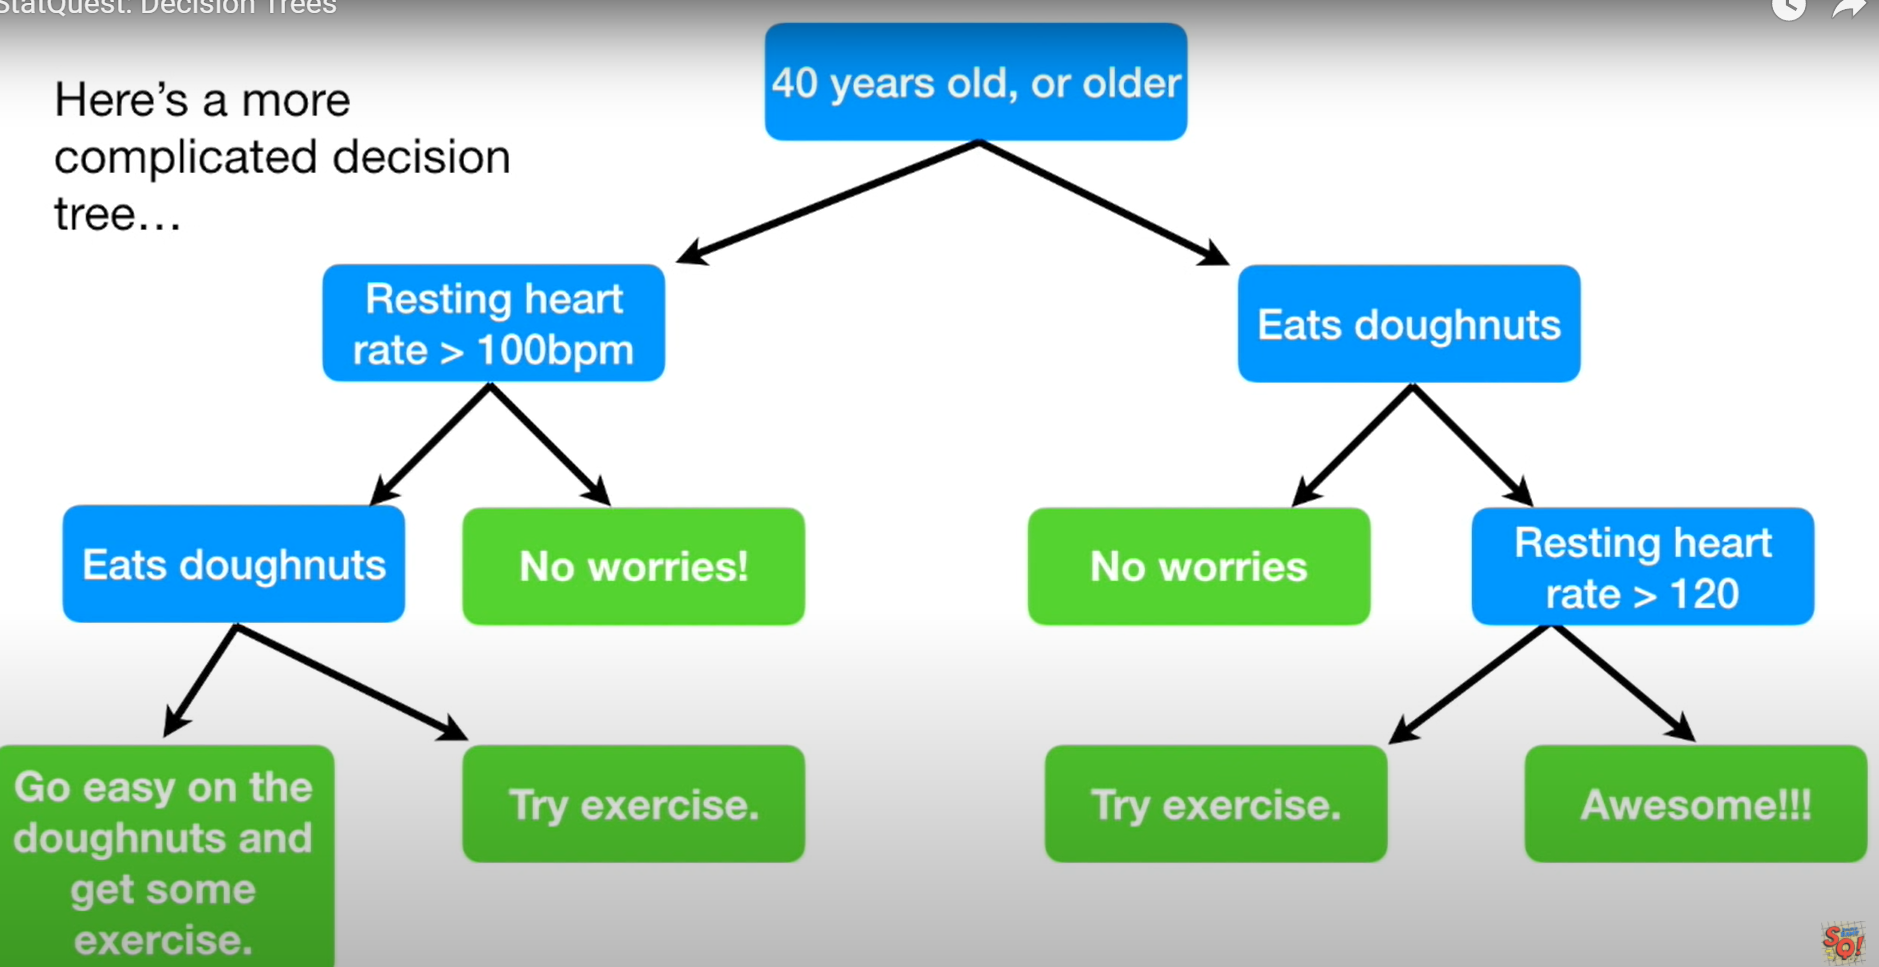 StatQuest: Decision Trees
40 years old, or older
Here’s a more
complicated decision
tree…
Resting heart
rate > 100bpm
Eats doughnuts
Eats doughnuts
No worries!
No worries
Resting heart
rate > 120
Go easy on the
doughnuts and
get some
exercise.
Try exercise.
Try exercise.
Awesome!!!
SQ!